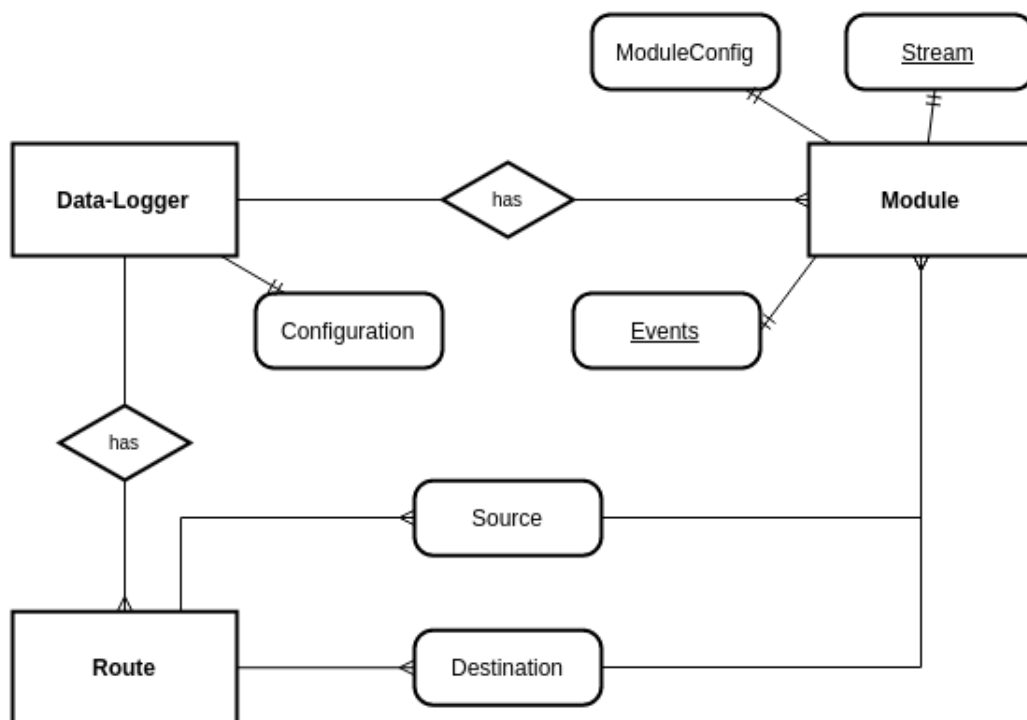 ModuleConfig
Stream
Data-Logger
has
Module
Configuration
Events
has
Source
Route
Destination